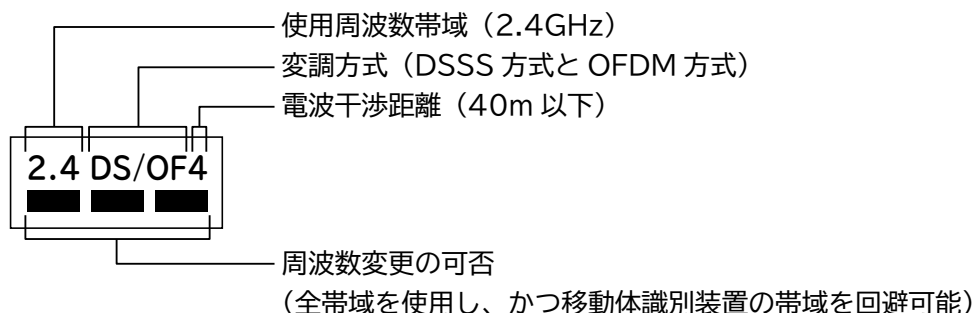 使用周波数帯域（2.4GHz）
変調方式（DSSS 方式と OFDM 方式）
電波干渉距離（40m 以下）
2.4 DS/OF4
周波数変更の可否
（全帯域を使用し、かつ移動体識別装置の帯域を回避可能）